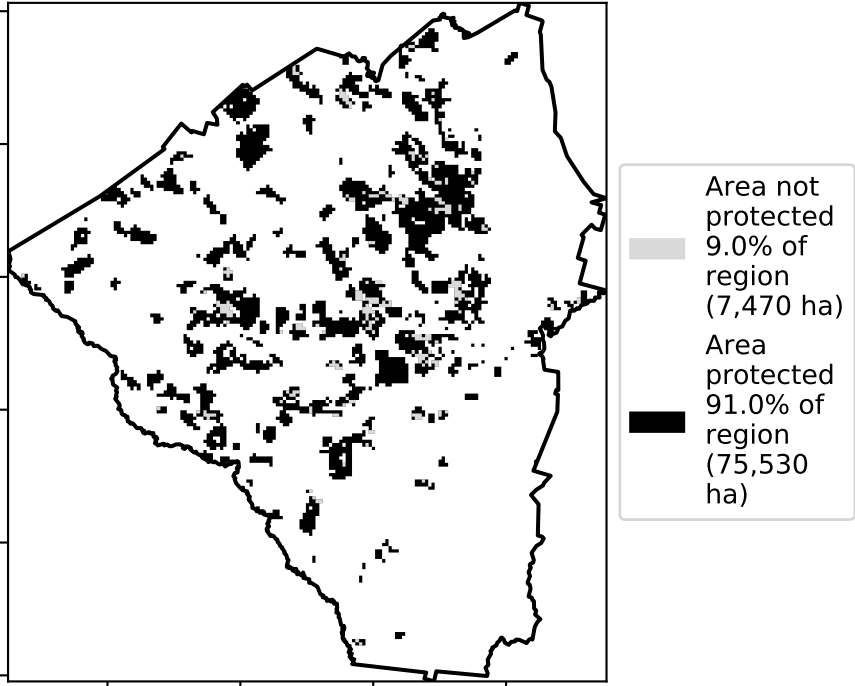 Area not
protected
9.0% of
region
(7,470 ha)
Area
protected
91.0% of
region
(75,530
ha)